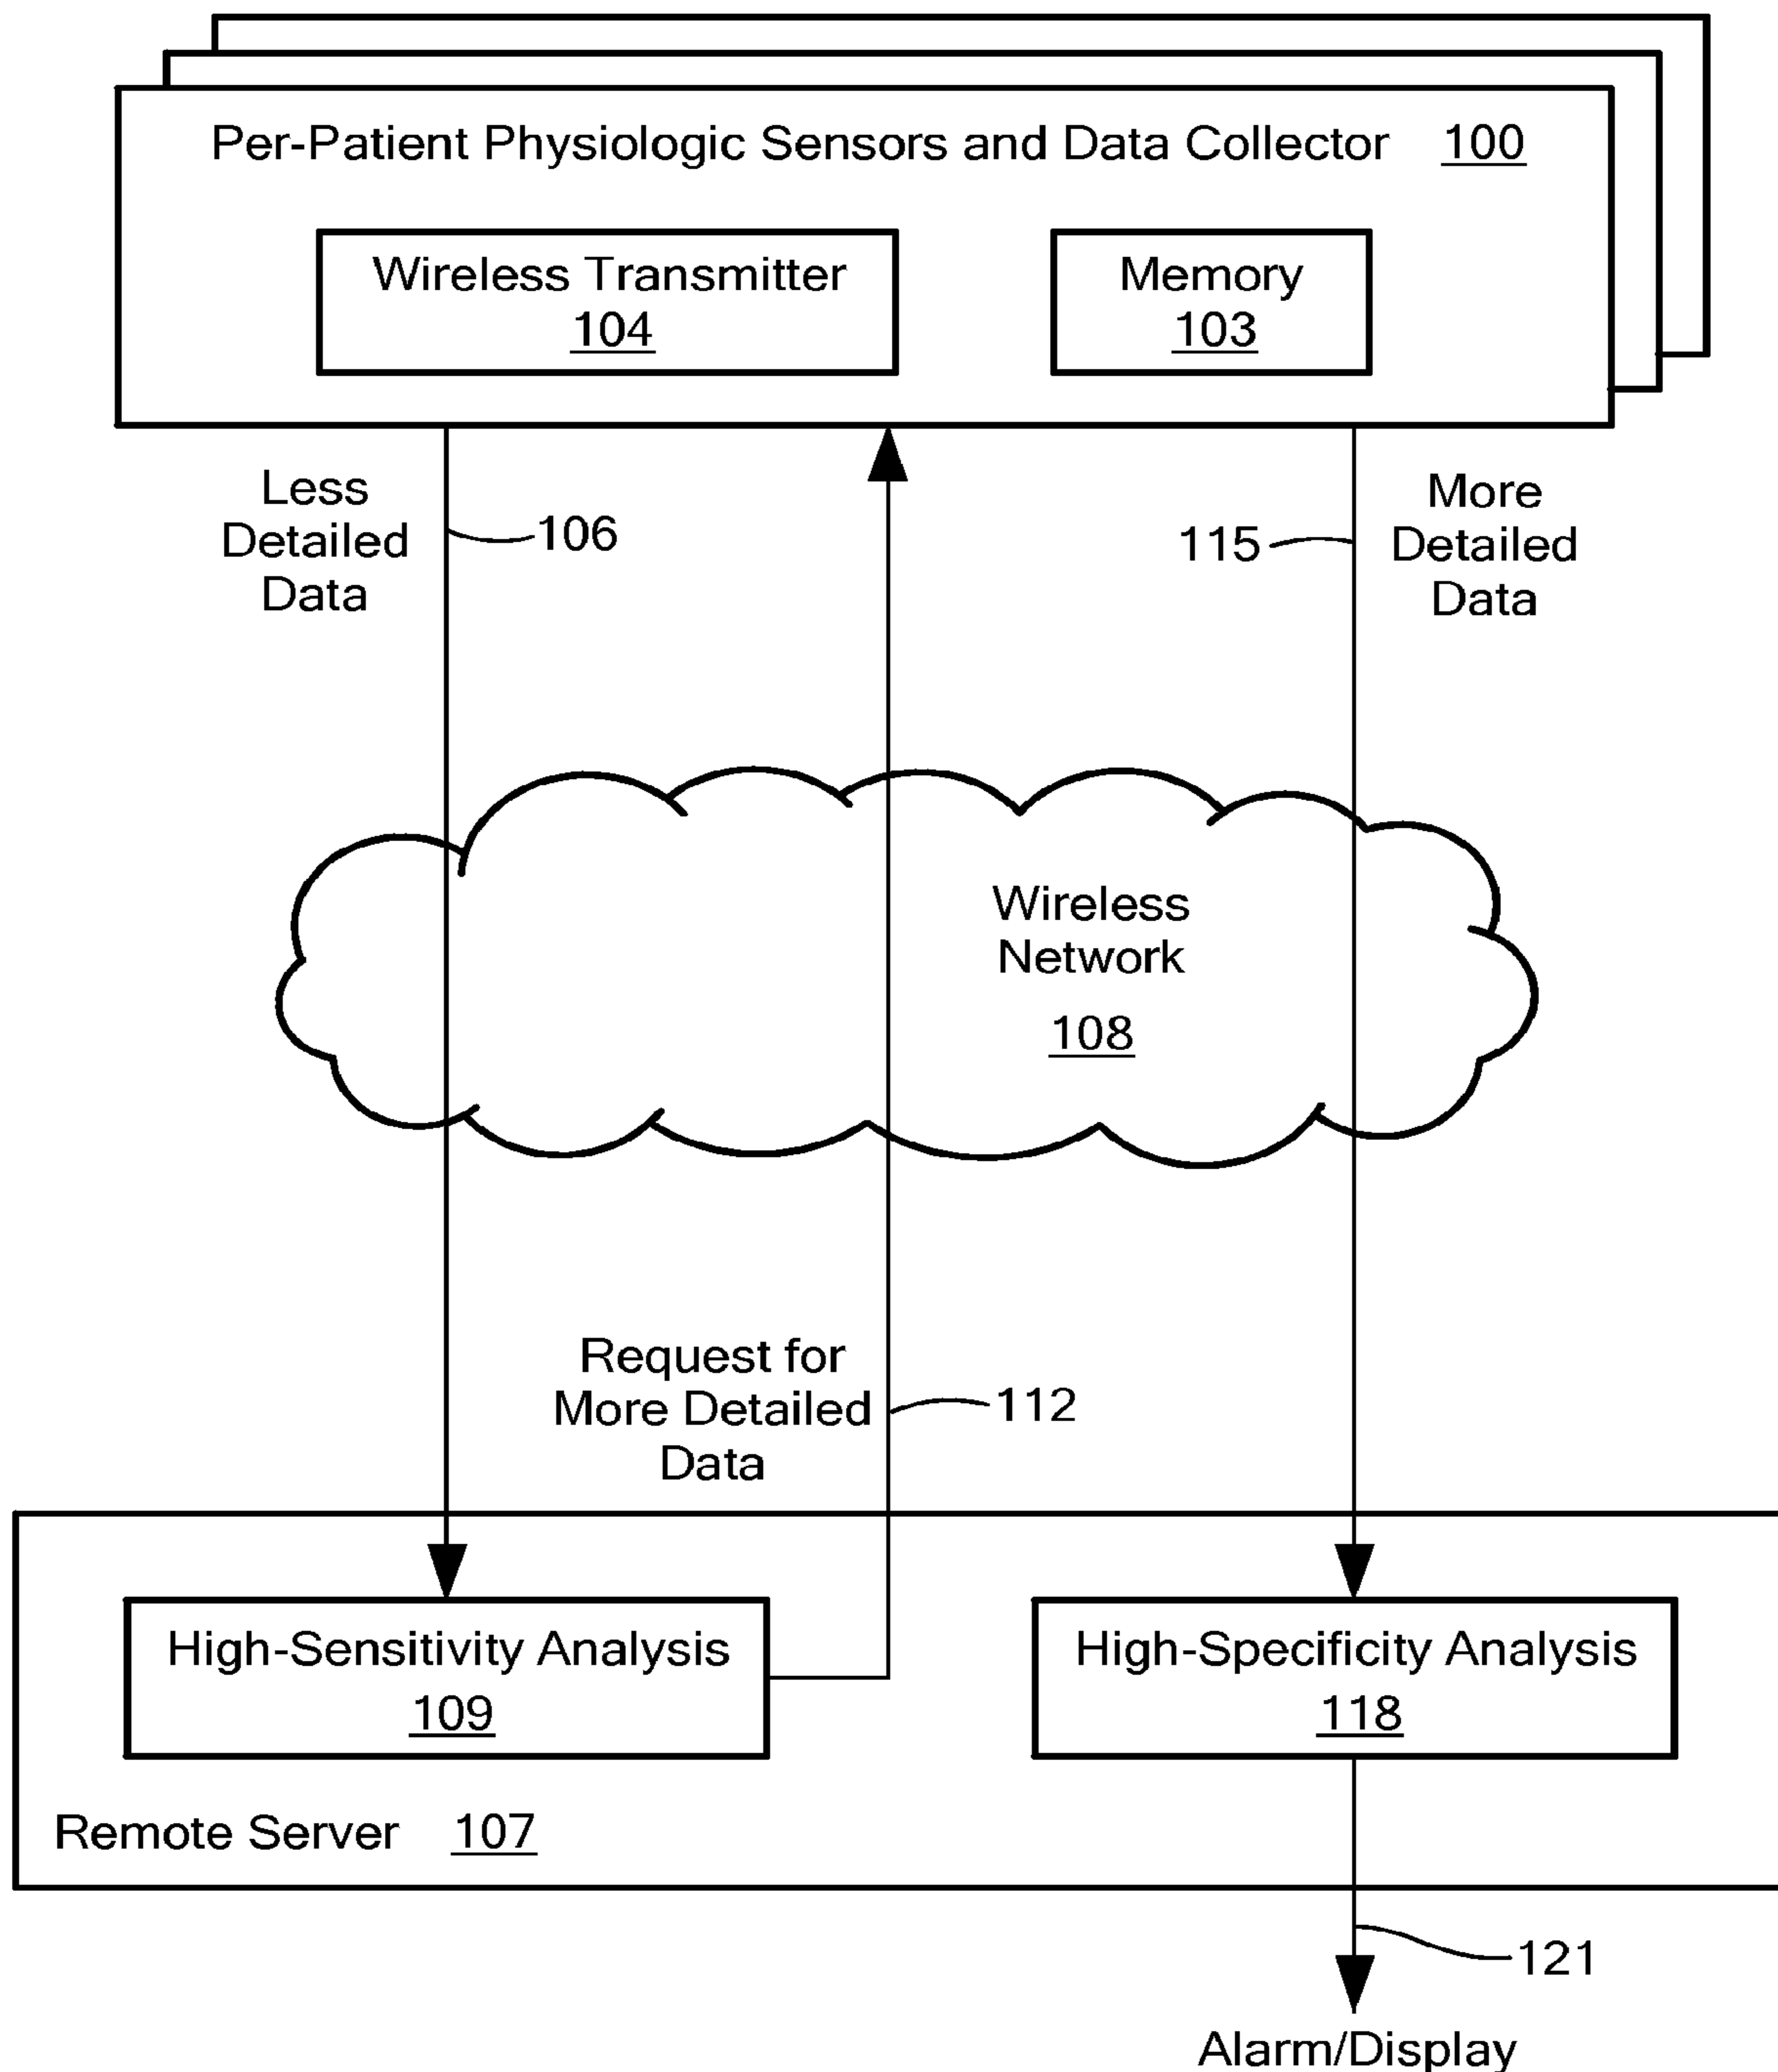 Per-Patient Physiologic Sensors and Data Collector 100
Wireless Transmitter
104
Memory
103
Less
Detailed
Data
106
115
More
Detailed
Data
Wireless
Network
108
Request for
More Detailed
Data
112
High-Sensitivity Analysis
109
High-Specificity Analysis
118
Remote Server 107
121
Alarm/Display